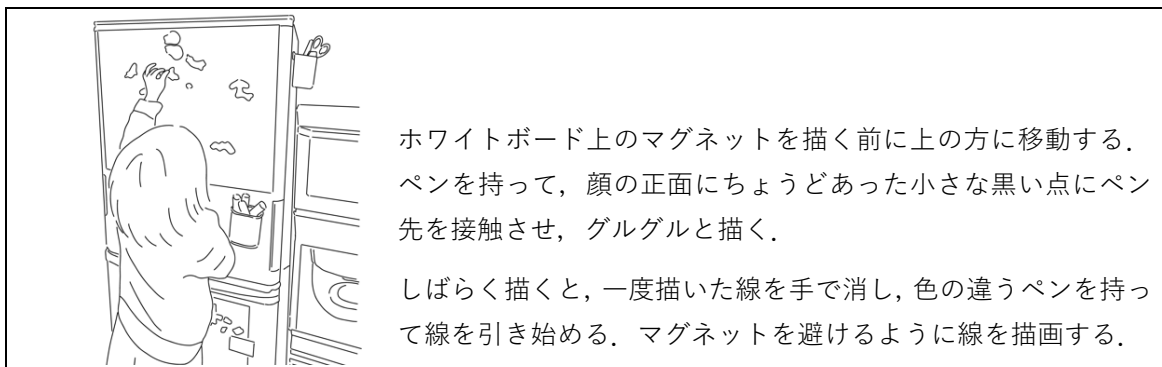 ホワイトボード上のマグネットを描く前に上の方に移動する．
ペンを持って，顔の正面にちょうどあった小さな黒い点にペン
先を接触させ，グルグルと描く．
しばらく描くと，一度描いた線を手で消し，色の違うペンを持っ
て線を引き始める．マグネットを避けるように線を描画する．